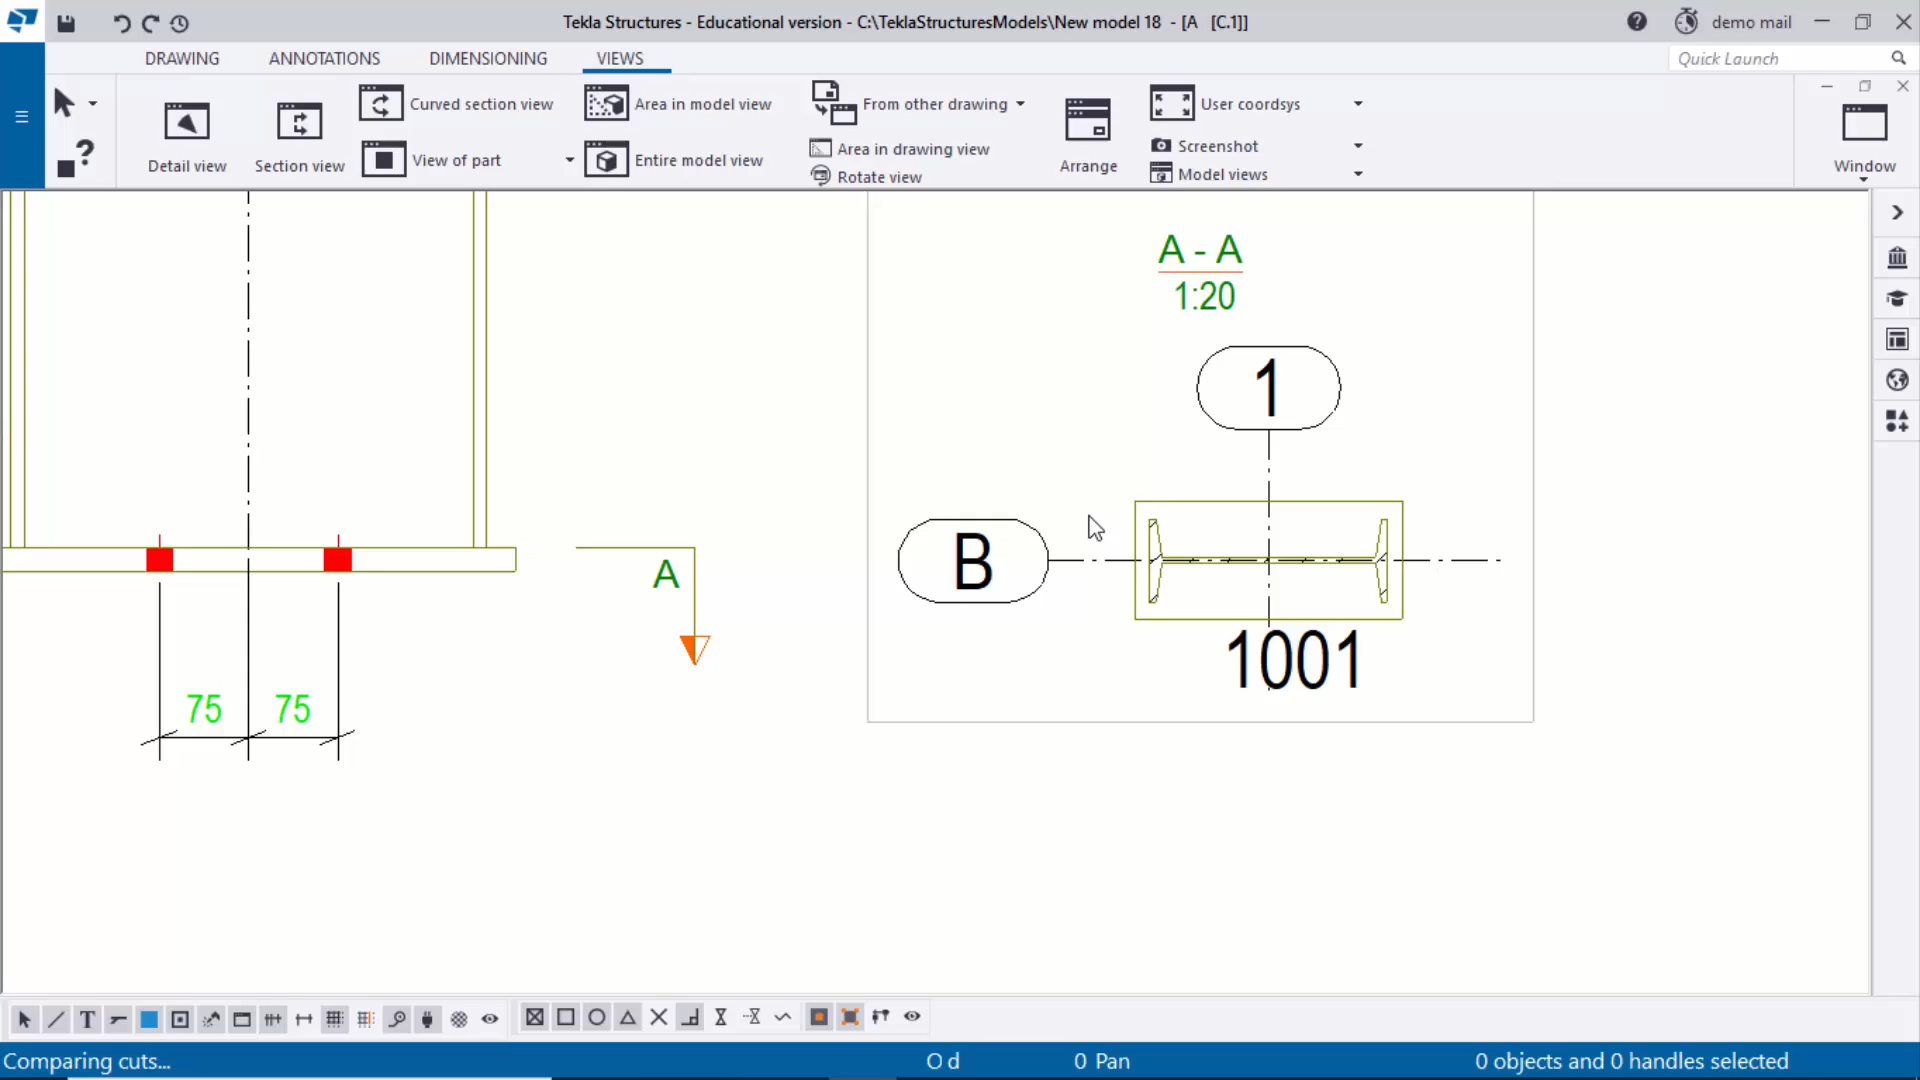 Tekla Structures - Educational version - C:\TeklaStructuresModels\New model 18 - [A [C.1]]
demo mail
DRAWING ANNOTATIONS DIMENSIONING VIEWS
Quick Launch
Detail view
Section view
Curved section view
View of part
Area in model view
Entire model view
From other drawing
Area in drawing view
Rotate view
Arrange
User coordsys
Screenshot
Model views
Window
A - A
1:20
1
B
1001
A
75 75
Comparing cuts...
O d
0 Pan
0 objects and 0 handles selected